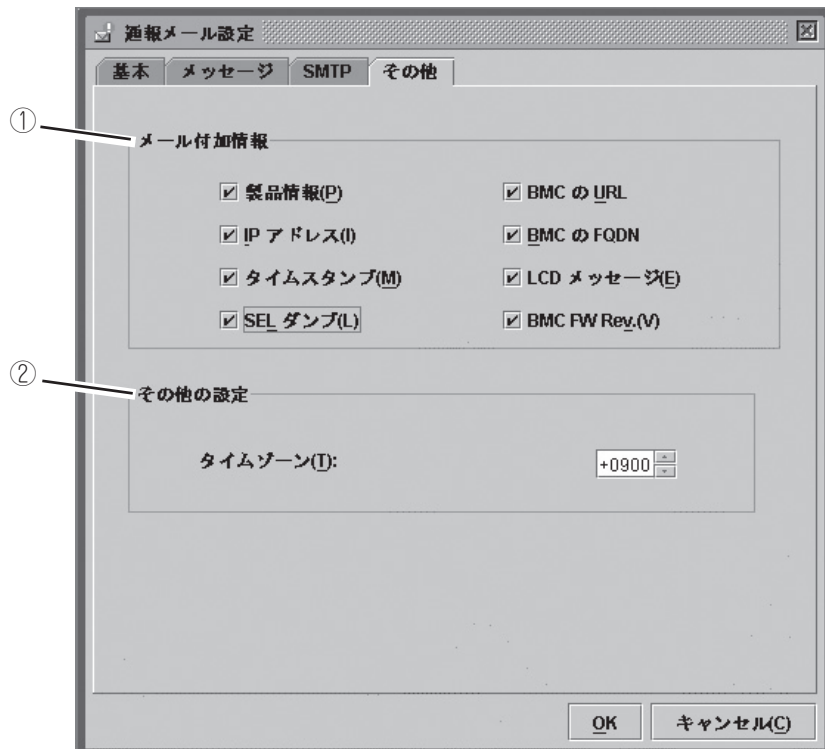 通報メール設定
基本 メッセージ SMTP その他
①
メール付加情報
製品情報(P) BMC の URL
IP アドレス(I) BMC の FQDN
タイムスタンプ(M) LCD メッセージ(E)
SEL ダンプ(L) BMC FW Rev.(V)
②
その他の設定
タイムゾーン(T): +0900
OK キャンセル(C)